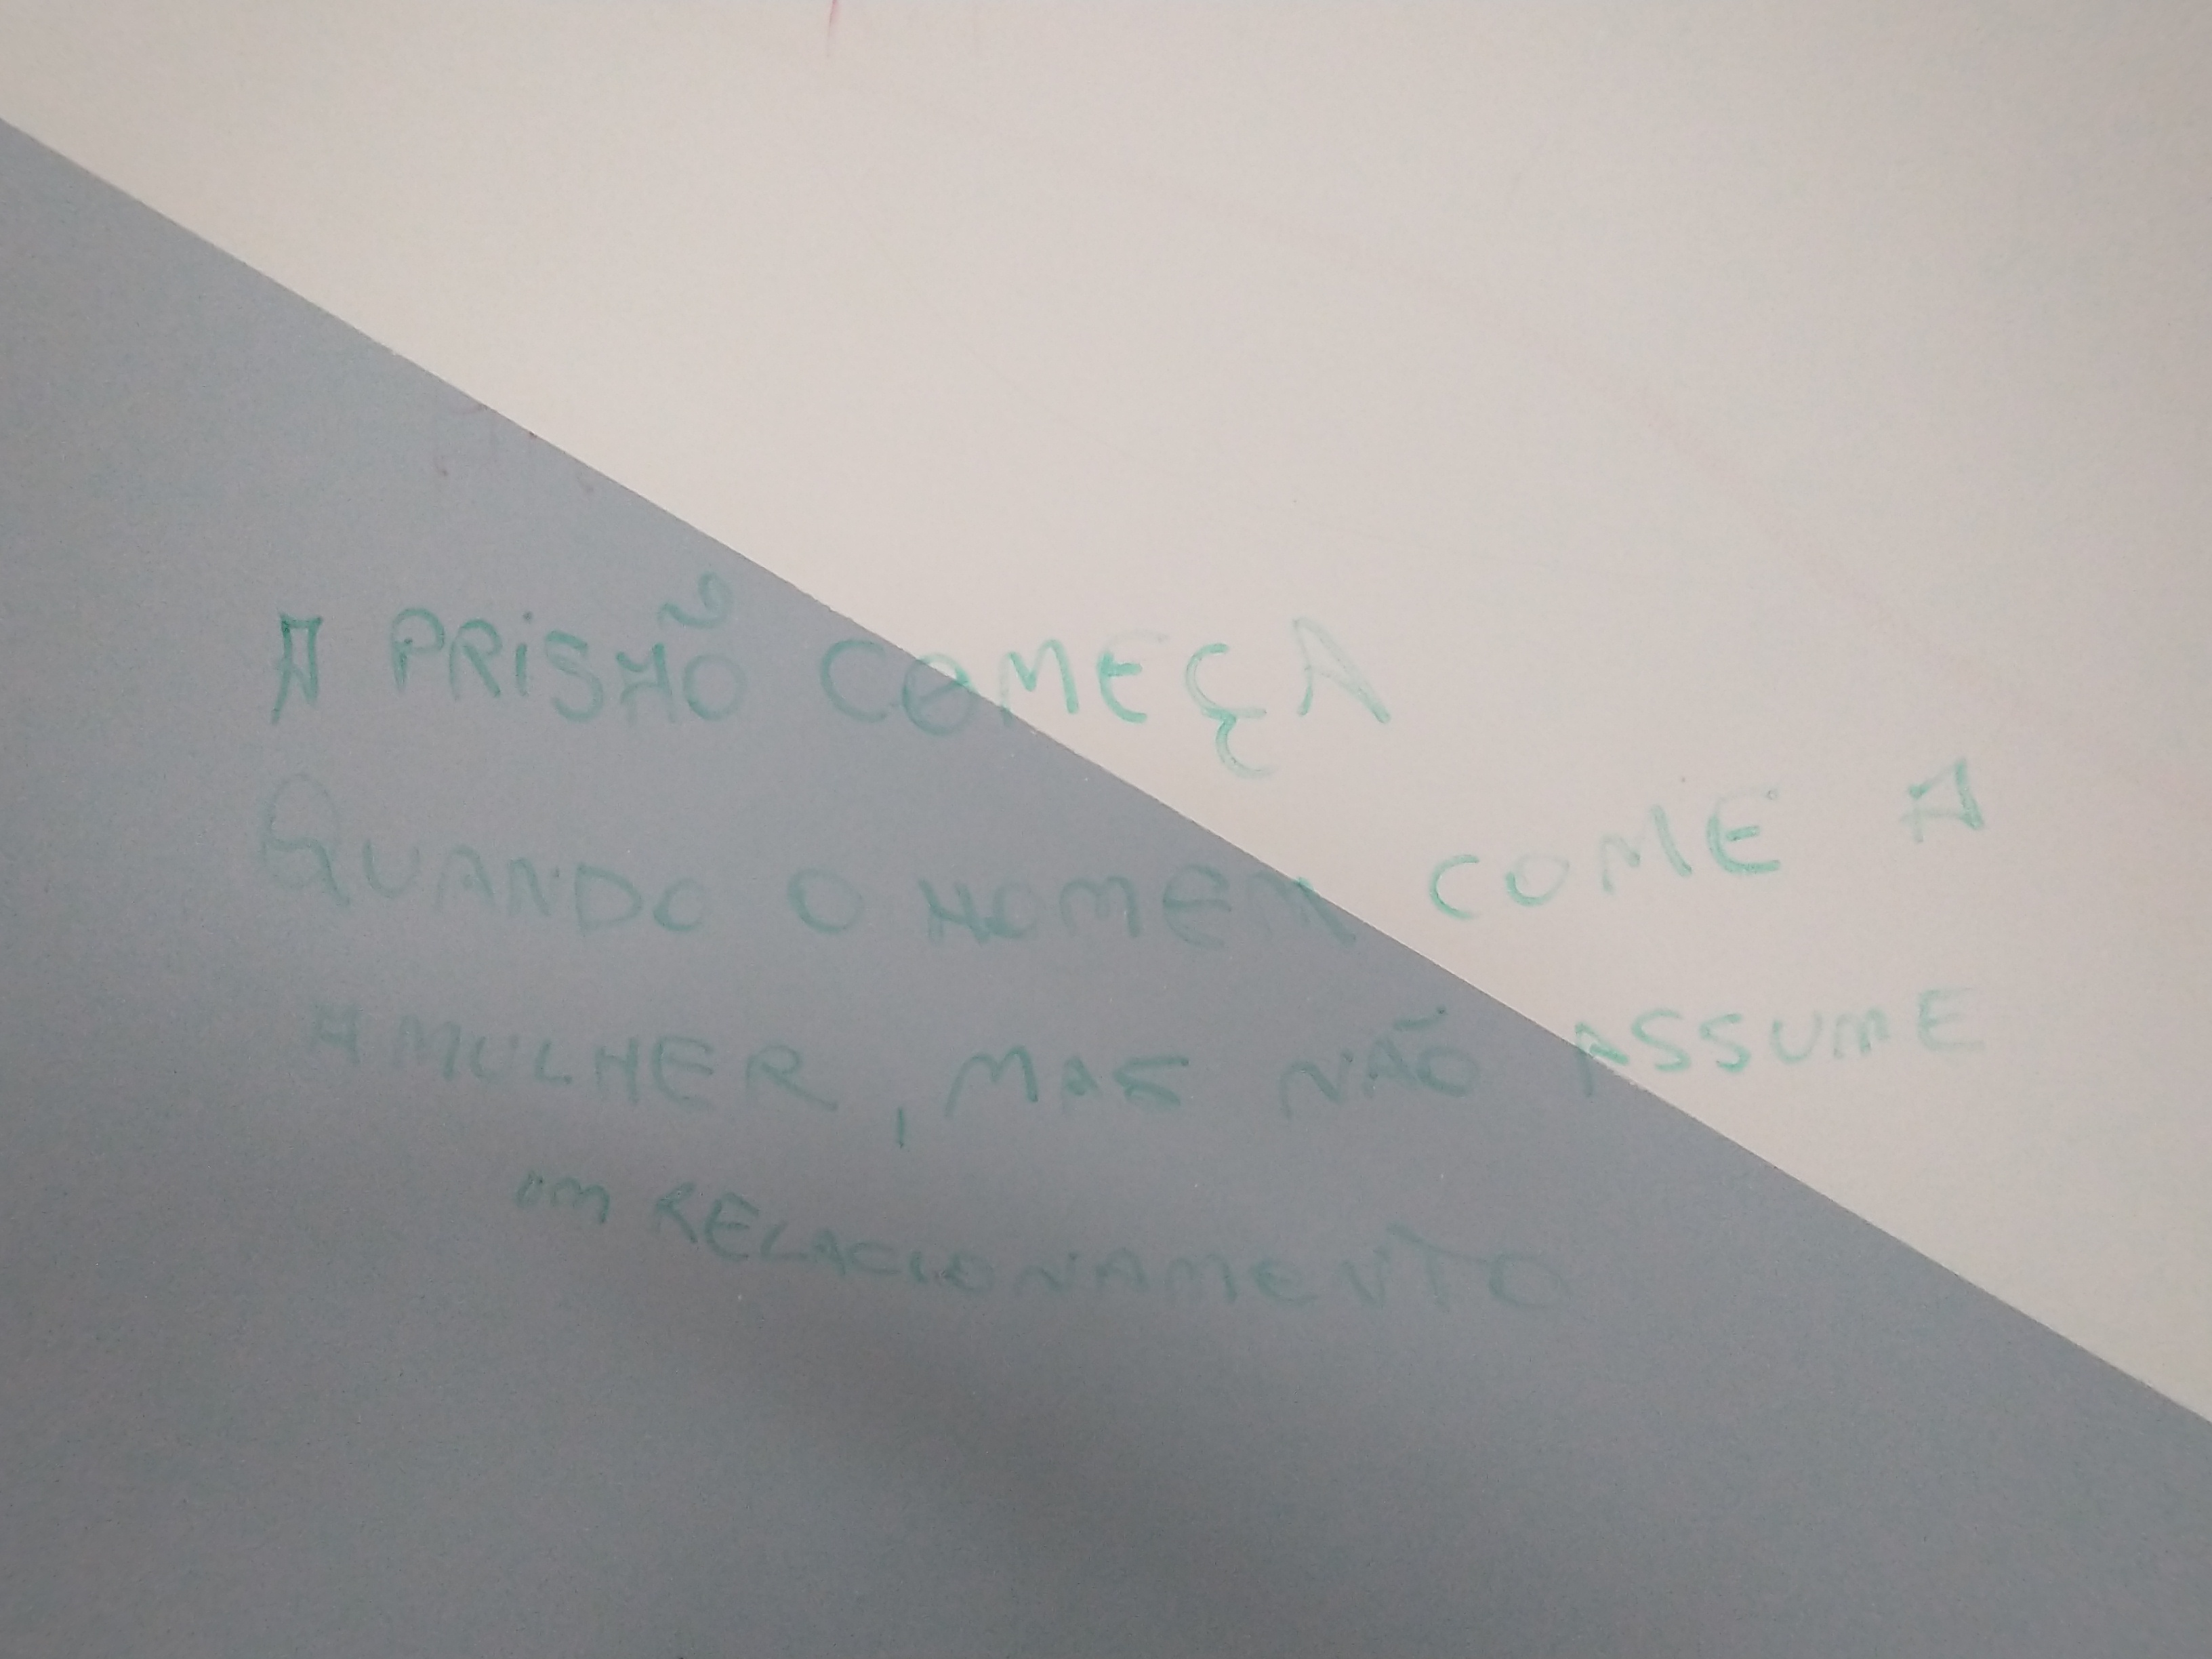 A PRISÃO COMEÇA
QUANDO O HOMEM COME A
A MULHER, MAS NÃO ASSUME
UM RELACIONAMENTO